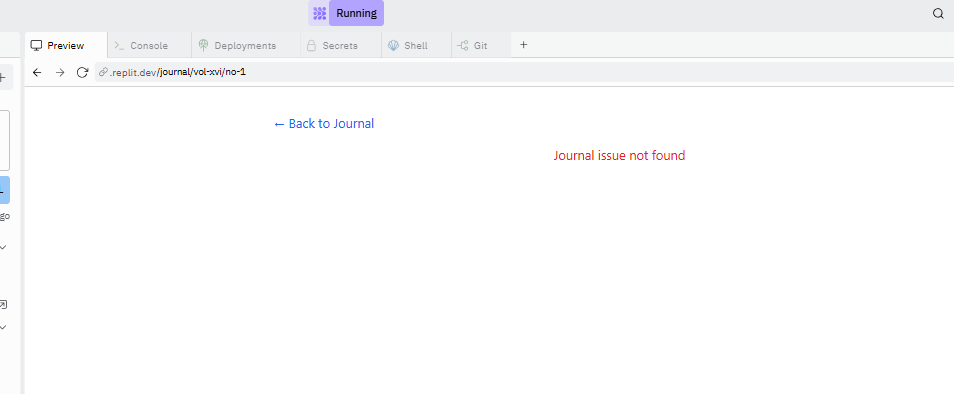 Running
Preview
Console
Deployments
Secrets
Shell
Git
+
.replit.dev/journal/vol-xvi/no-1
← Back to Journal
Journal issue not found
go